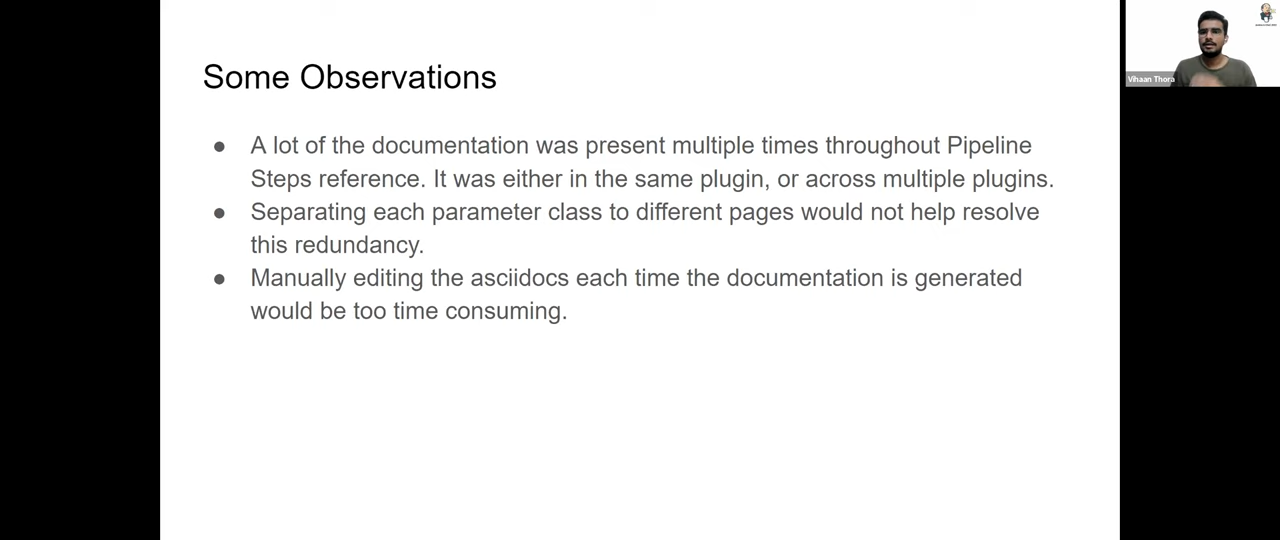 Some Observations
● A lot of the documentation was present multiple times throughout Pipeline
Steps reference. It was either in the same plugin, or across multiple plugins.
● Separating each parameter class to different pages would not help resolve
this redundancy.
● Manually editing the asciidocs each time the documentation is generated
would be too time consuming.
Vihaan Thora